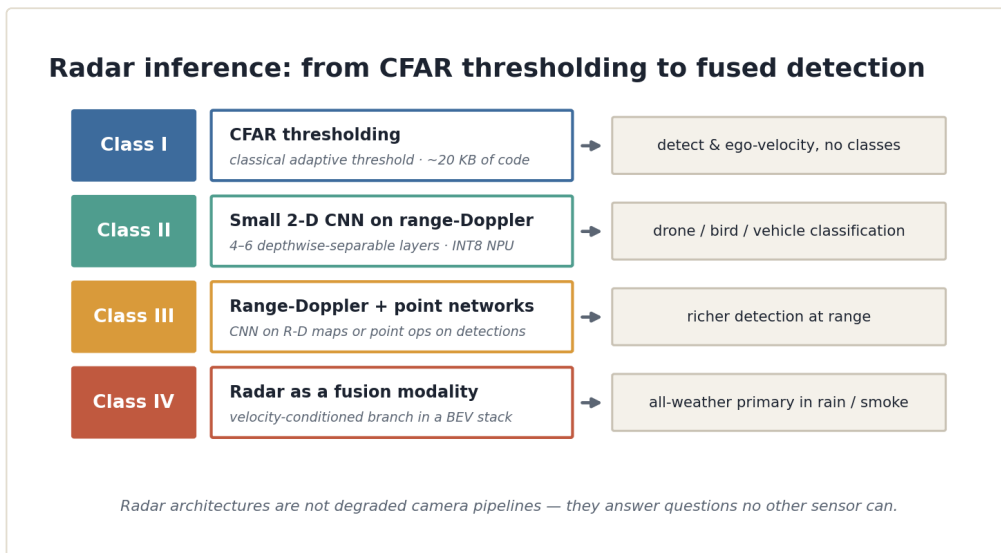 Radar inference: from CFAR thresholding to fused detection
Class I
CFAR thresholding
classical adaptive threshold · ~20 KB of code
detect & ego-velocity, no classes
Class II
Small 2-D CNN on range-Doppler
4–6 depthwise-separable layers · INT8 NPU
drone / bird / vehicle classification
Class III
Range-Doppler + point networks
CNN on R-D maps or point ops on detections
richer detection at range
Class IV
Radar as a fusion modality
velocity-conditioned branch in a BEV stack
all-weather primary in rain / smoke
Radar architectures are not degraded camera pipelines — they answer questions no other sensor can.